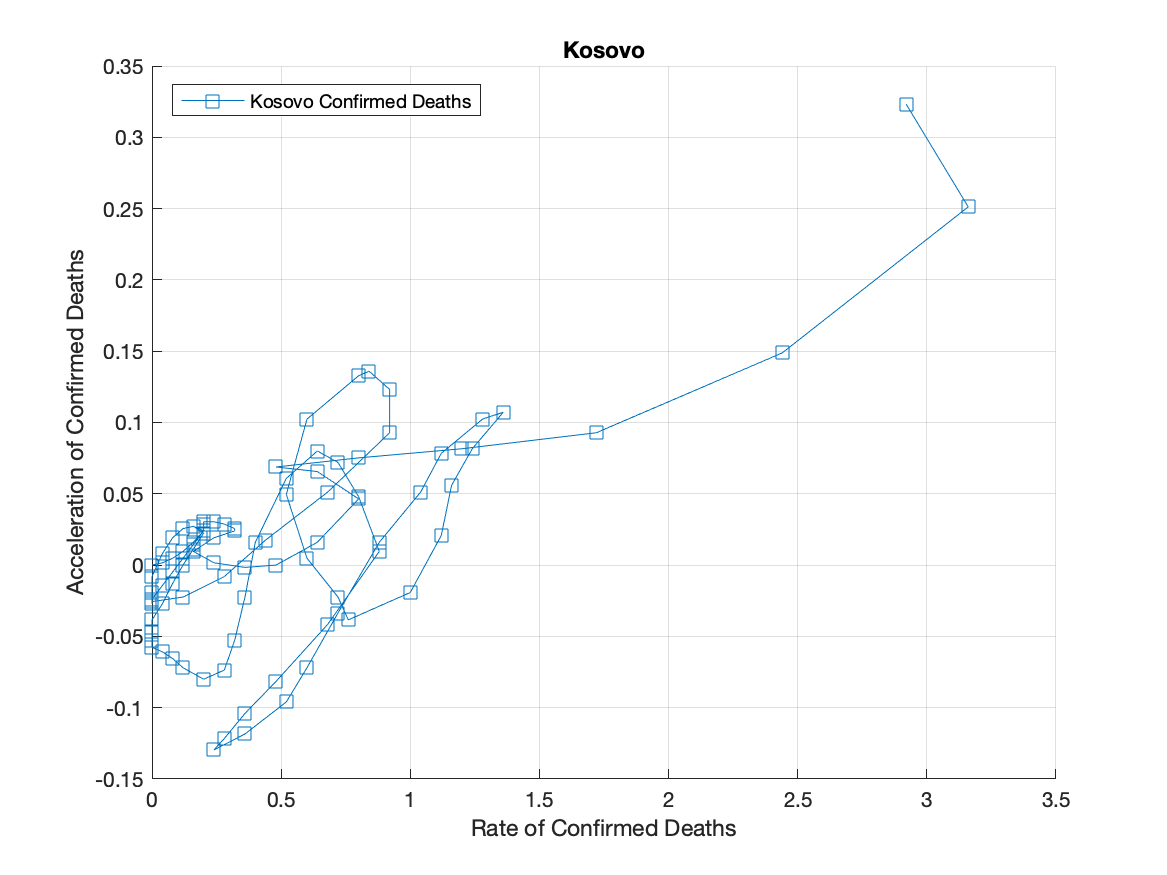 Kosovo
Kosovo Confirmed Deaths
0.35
0.3
0.25
0.2
0.15
0.1
0.05
0
-0.05
-0.1
-0.15
Acceleration of Confirmed Deaths
0 0.5 1 1.5 2 2.5 3 3.5
Rate of Confirmed Deaths